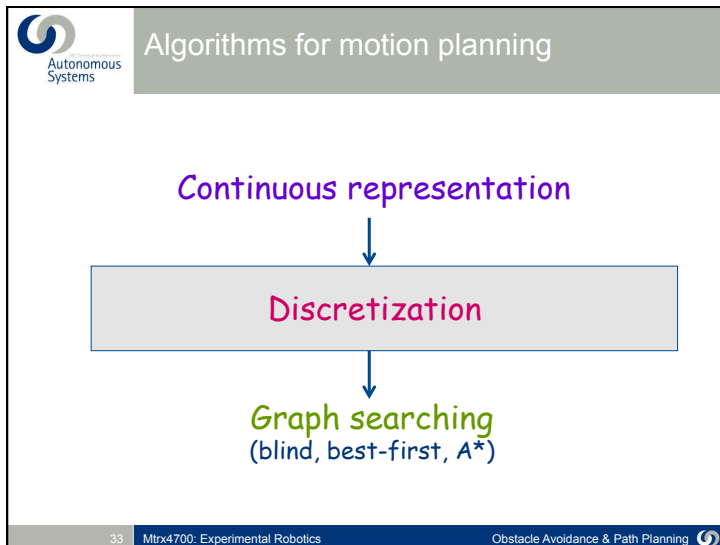 Autonomous
Systems
Algorithms for motion planning
Continuous representation
Discretization
Graph searching
(blind, best-first, A*)
33 Mtrx4700: Experimental Robotics Obstacle Avoidance & Path Planning